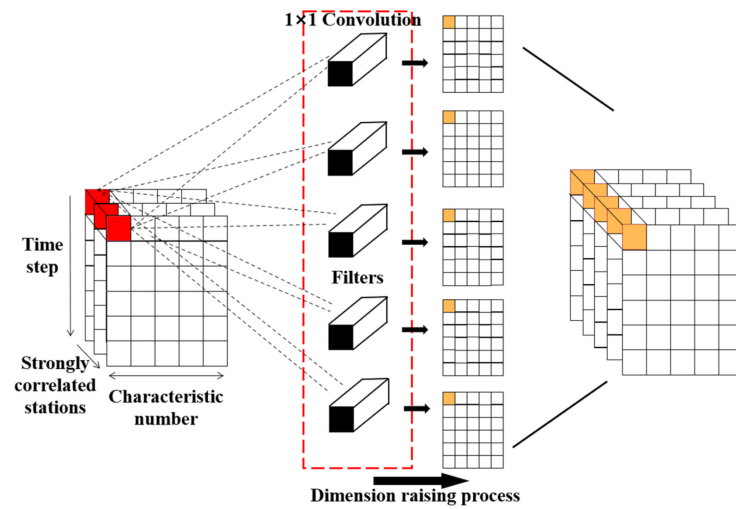 1×1 Convolution
Time
step
Filters
Strongly
correlated
stations
Characteristic
number
Dimension raising process